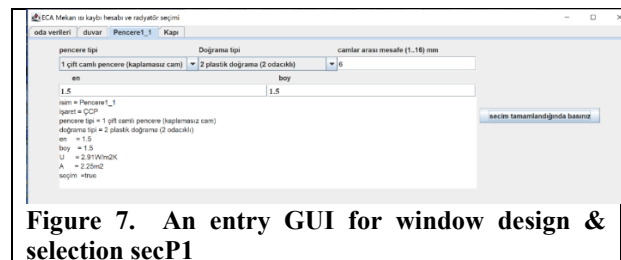 ECA Mekan ısı kaybı hesabı ve radyatör seçimi
oda verileri duvar Pencere1_1 Kapı
pencere tipi Doğrama tipi camlar arası mesafe (1..16) mm
1 çift camlı pencere (kaplamasız cam) 2 plastik doğrama (2 odacıklı) 6
en boy
1.5 1.5
isim = Pencere1_1
işaret = ÇCP
pencere tipi = 1 çift camlı pencere (kaplamasız cam)
doğrama tipi = 2 plastik doğrama (2 odacıklı)
en = 1.5
boy = 1.5
U = 2.91W/m2K
A = 2.25m2
seçim =true
secim tamamlandığında basınız
Figure 7. An entry GUI for window design &
selection secP1